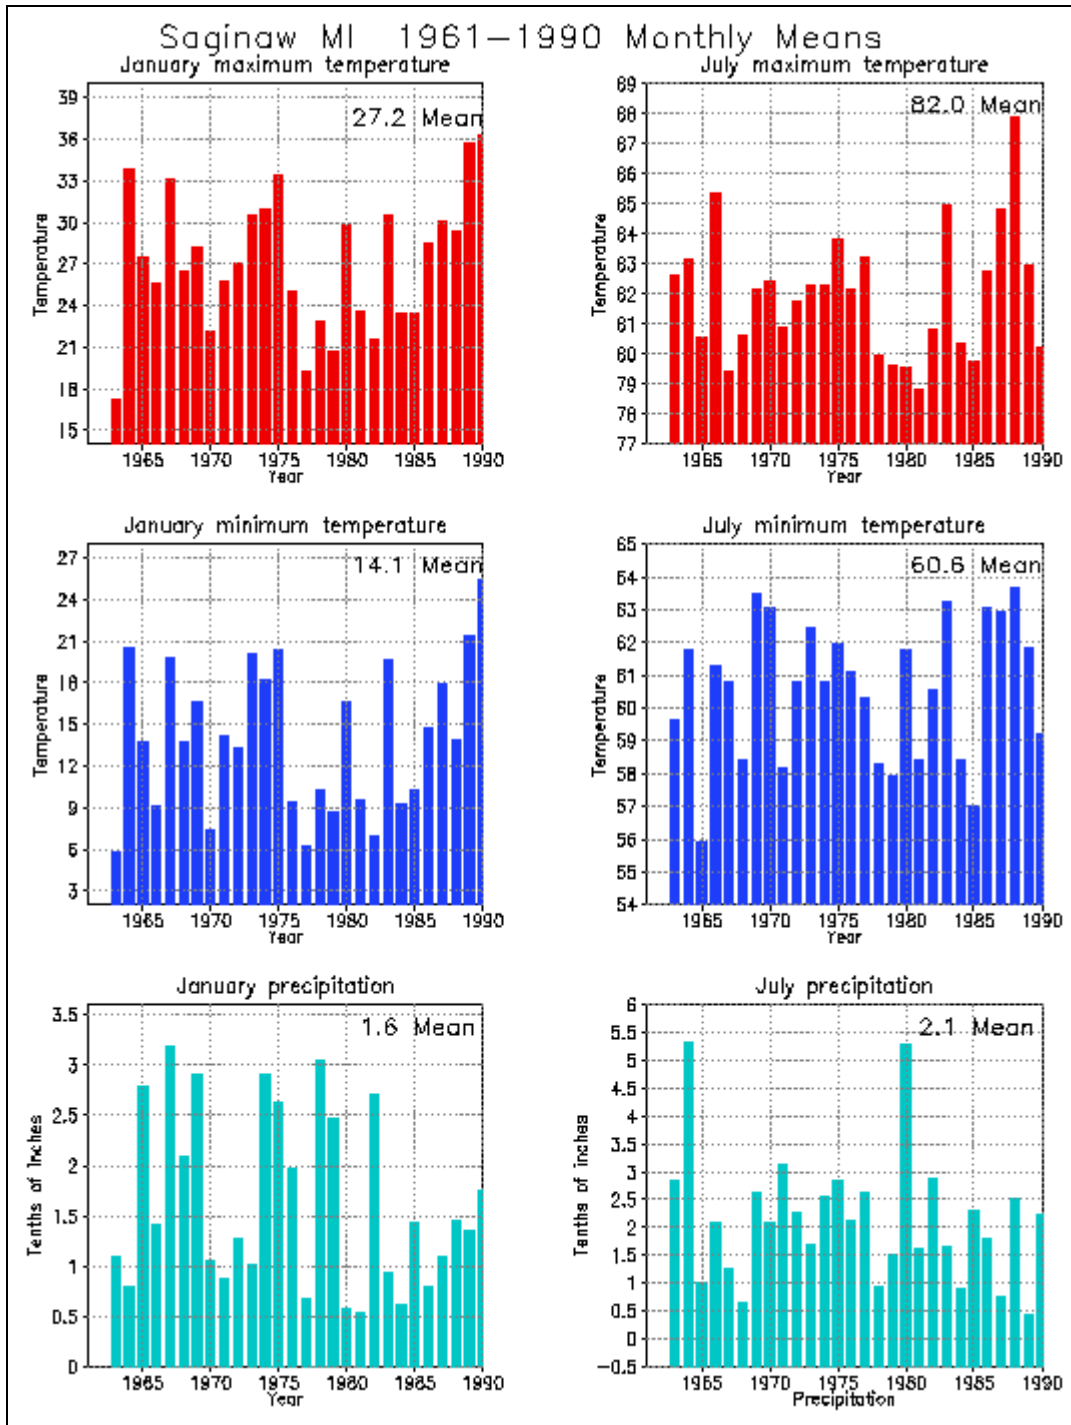 Saginaw MI 1961-1990 Monthly Means
January maximum temperature
27.2 Mean
Temperature
39
36
33
30
27
24
21
18
15
1965 1970 1975 1980 1985 1990
Year
July maximum temperature
82.0 Mean
Temperature
89
88
87
86
85
84
83
82
81
80
79
78
77
1965 1970 1975 1980 1985 1990
Year
January minimum temperature
14.1 Mean
Temperature
27
24
21
18
15
12
9
6
3
1965 1970 1975 1980 1985 1990
Year
July minimum temperature
60.6 Mean
Temperature
65
64
63
62
61
60
59
58
57
56
55
54
1965 1970 1975 1980 1985 1990
Year
January precipitation
1.6 Mean
Tenths of inches
3.5
3
2.5
2
1.5
1
0.5
0
1965 1970 1975 1980 1985 1990
Year
July precipitation
2.1 Mean
Tenths of inches
6
5.5
5
4.5
4
3.5
3
2.5
2
1.5
1
0.5
0
-0.5
1965 1970 1975 1980 1985 1990
Precipitation